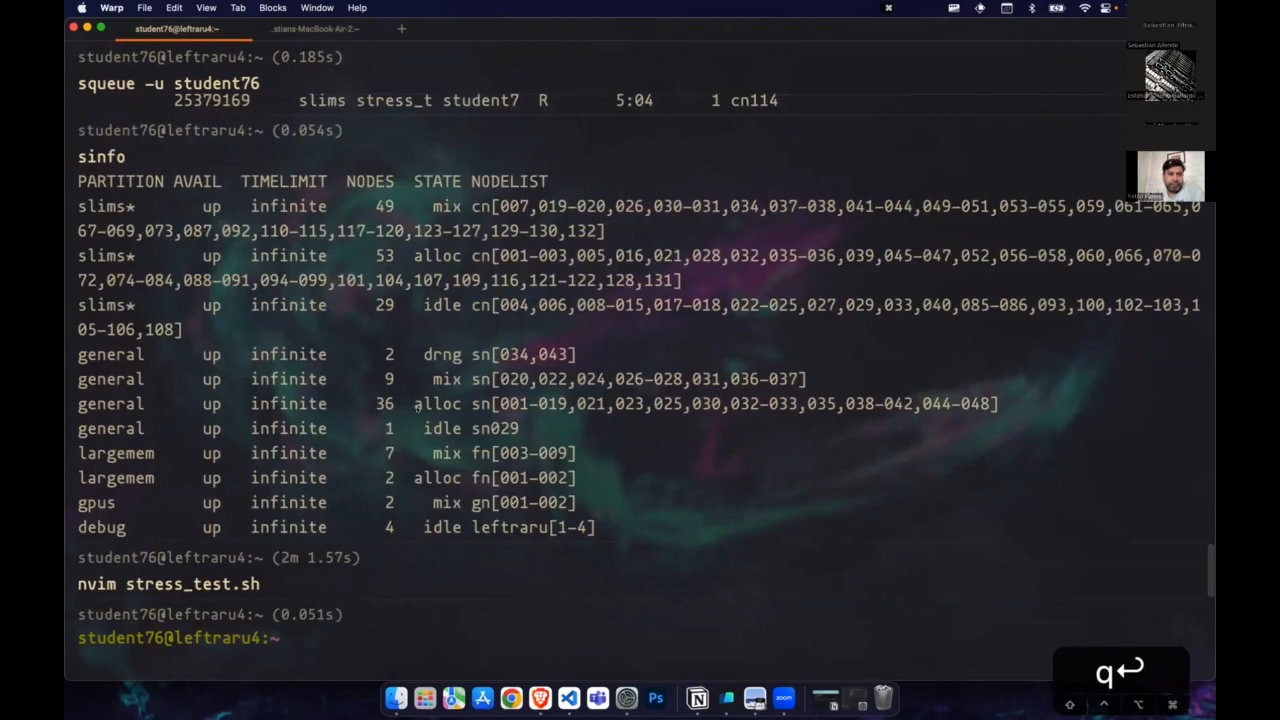 Warp File Edit View Tab Blocks Window Help
student76@leftraru4:~ ..stians-MacBook-Air-2:~
Sebastian Allen...
Sebastian Allende
student76@leftraru4:~ (0.185s)
squeue -u student76
25379169 slims stress_t student7 R 5:04 1 cn114
student76@leftraru4:~ (0.054s)
sinfo
PARTITION AVAIL TIMELIMIT NODES STATE NODELIST
slims* up infinite 49 mix cn[007,019-020,026,030-031,034,037-038,041-044,049-051,053-055,059,061-065,0
67-069,073,087,092,110-115,117-120,123-127,129-130,132]
slims* up infinite 53 alloc cn[001-003,005,016,021,028,032,035-036,039,045-047,052,056-058,060,066,070-0
72,074-084,088-091,094-099,101,104,107,109,116,121-122,128,131]
slims* up infinite 29 idle cn[004,006,008-015,017-018,022-025,027,029,033,040,085-086,093,100,102-103,1
05-106,108]
general up infinite 2 drng sn[034,043]
general up infinite 9 mix sn[020,022,024,026-028,031,036-037]
general up infinite 36 alloc sn[001-019,021,023,025,030,032-033,035,038-042,044-048]
general up infinite 1 idle sn029
largemem up infinite 7 mix fn[003-009]
largemem up infinite 2 alloc fn[001-002]
gpus up infinite 2 mix gn[001-002]
debug up infinite 4 idle leftraru[1-4]
student76@leftraru4:~ (2m 1.57s)
nvim stress_test.sh
student76@leftraru4:~ (0.051s)
student76@leftraru4:~
q↩
Ps
zoom